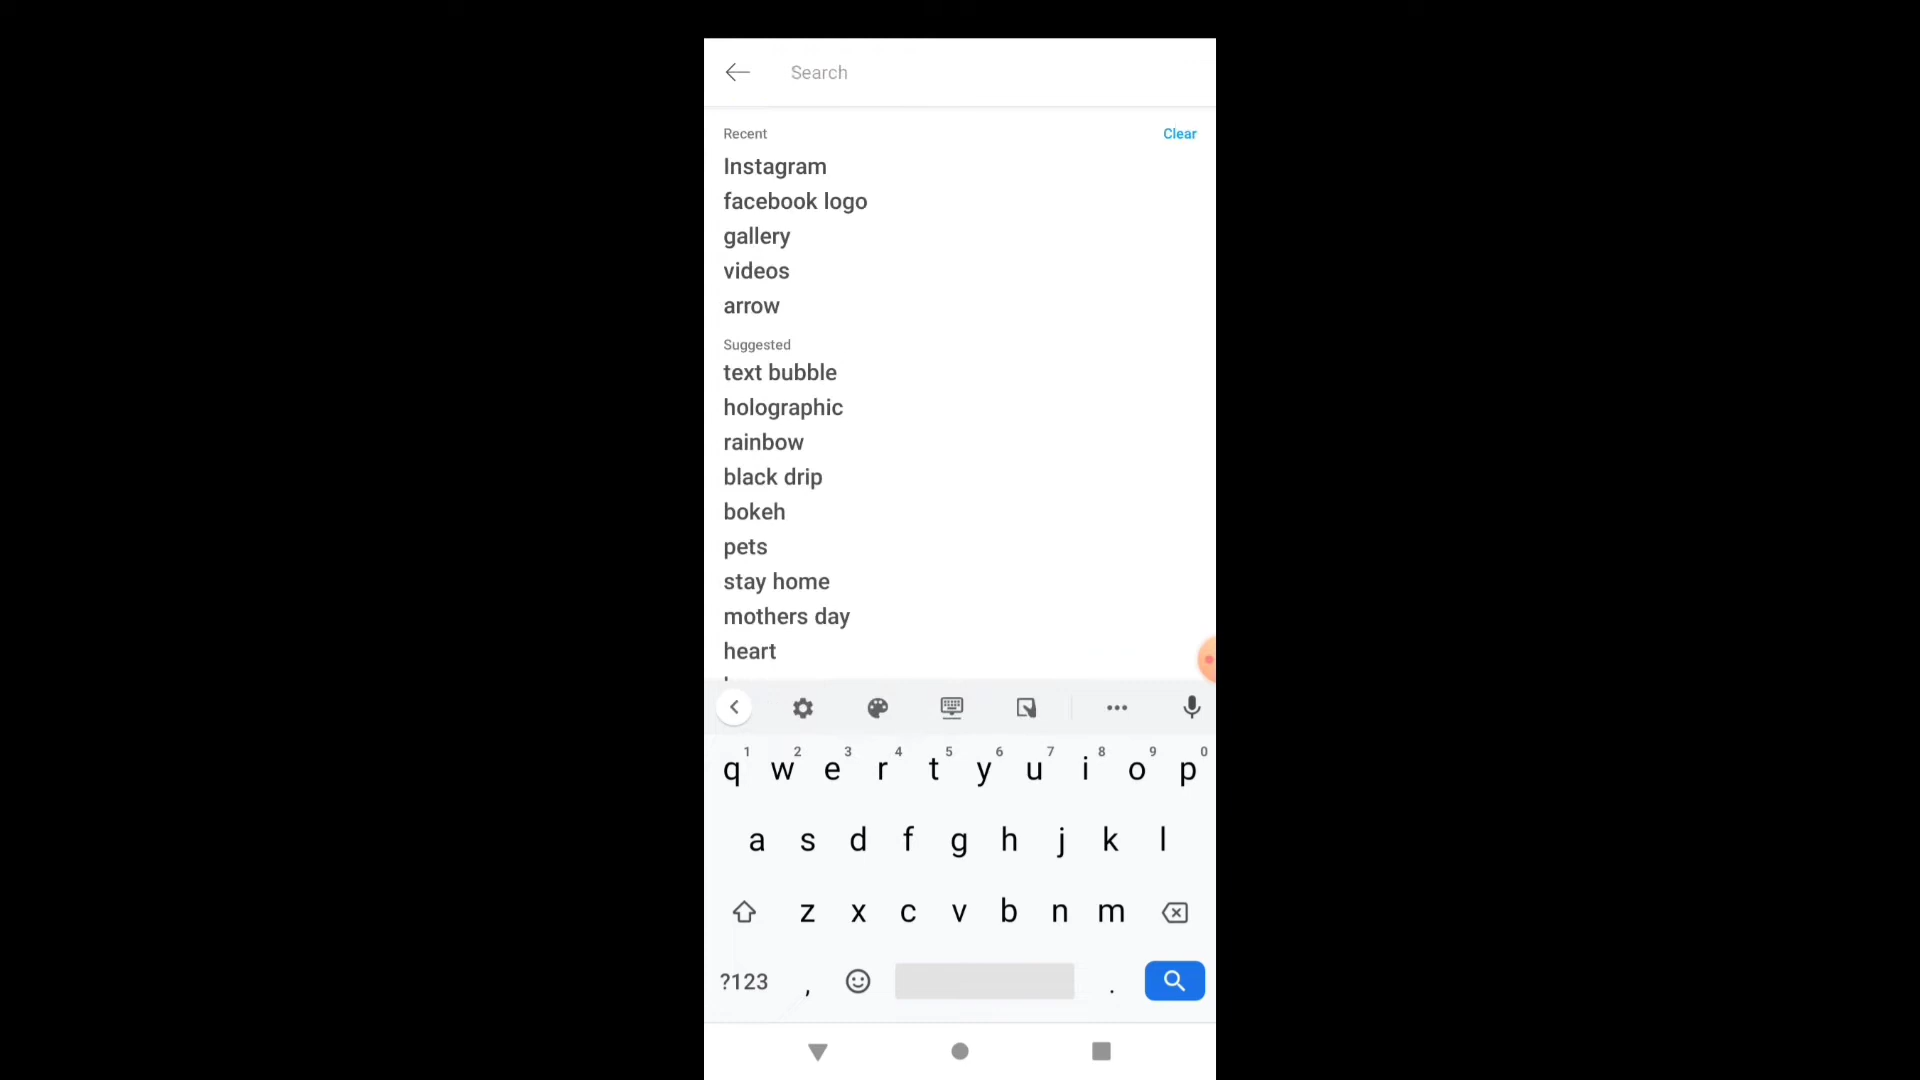 Search
Recent Clear
Instagram
facebook logo
gallery
videos
arrow
Suggested
text bubble
holographic
rainbow
black drip
bokeh
pets
stay home
mothers day
heart
1 2 3 4 5 6 7 8 9 0
q w e r t y u i o p
a s d f g h j k l
z x c v b n m
?123 , .